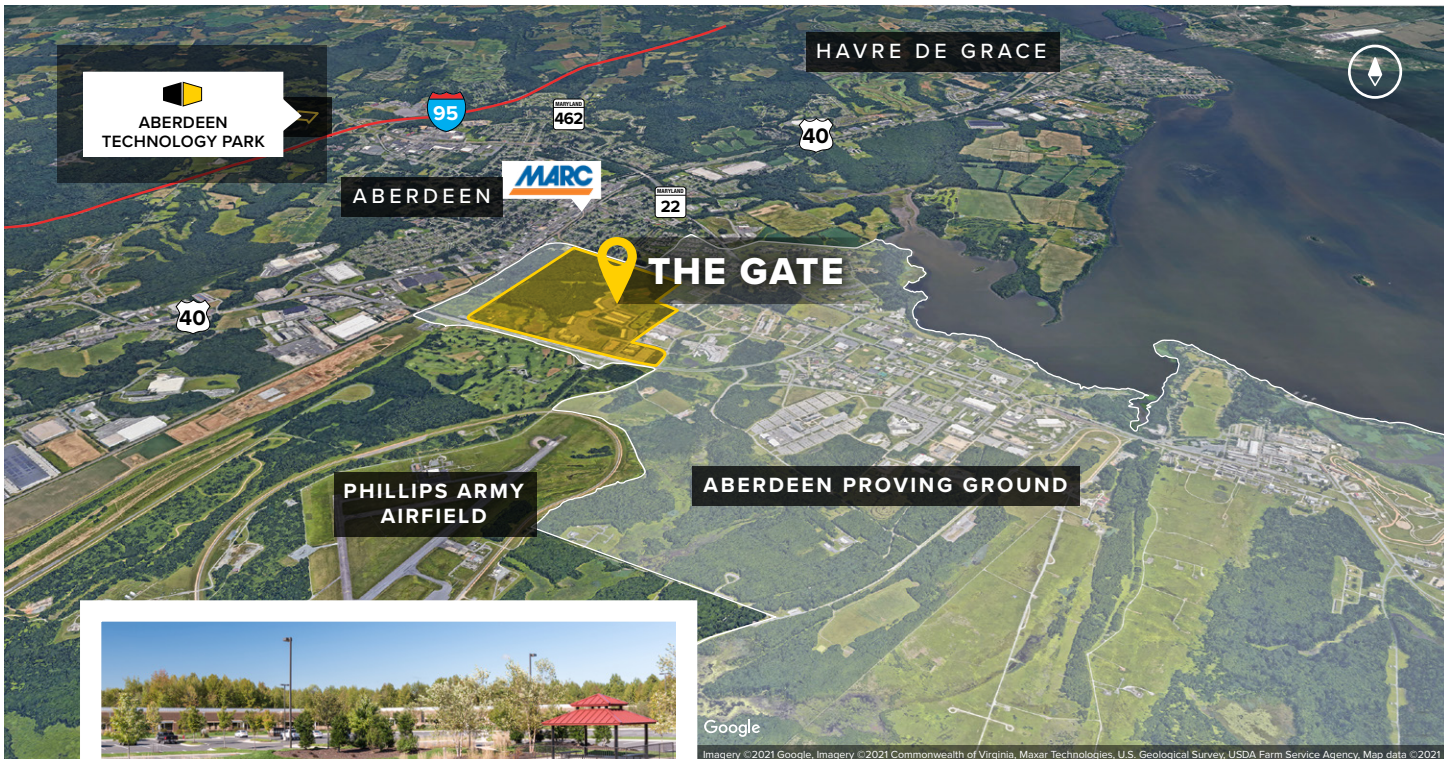 HAVRE DE GRACE
ABERDEEN
TECHNOLOGY PARK
95
MARYLAND
462
40
ABERDEEN
MARC
MARYLAND
22
THE GATE
40
PHILLIPS ARMY
AIRFIELD
ABERDEEN PROVING GROUND
Google
Imagery ©2021 Google, Imagery ©2021 Commonwealth of Virginia, Maxar Technologies, U.S. Geological Survey, USDA Farm Service Agency, Map data ©2021